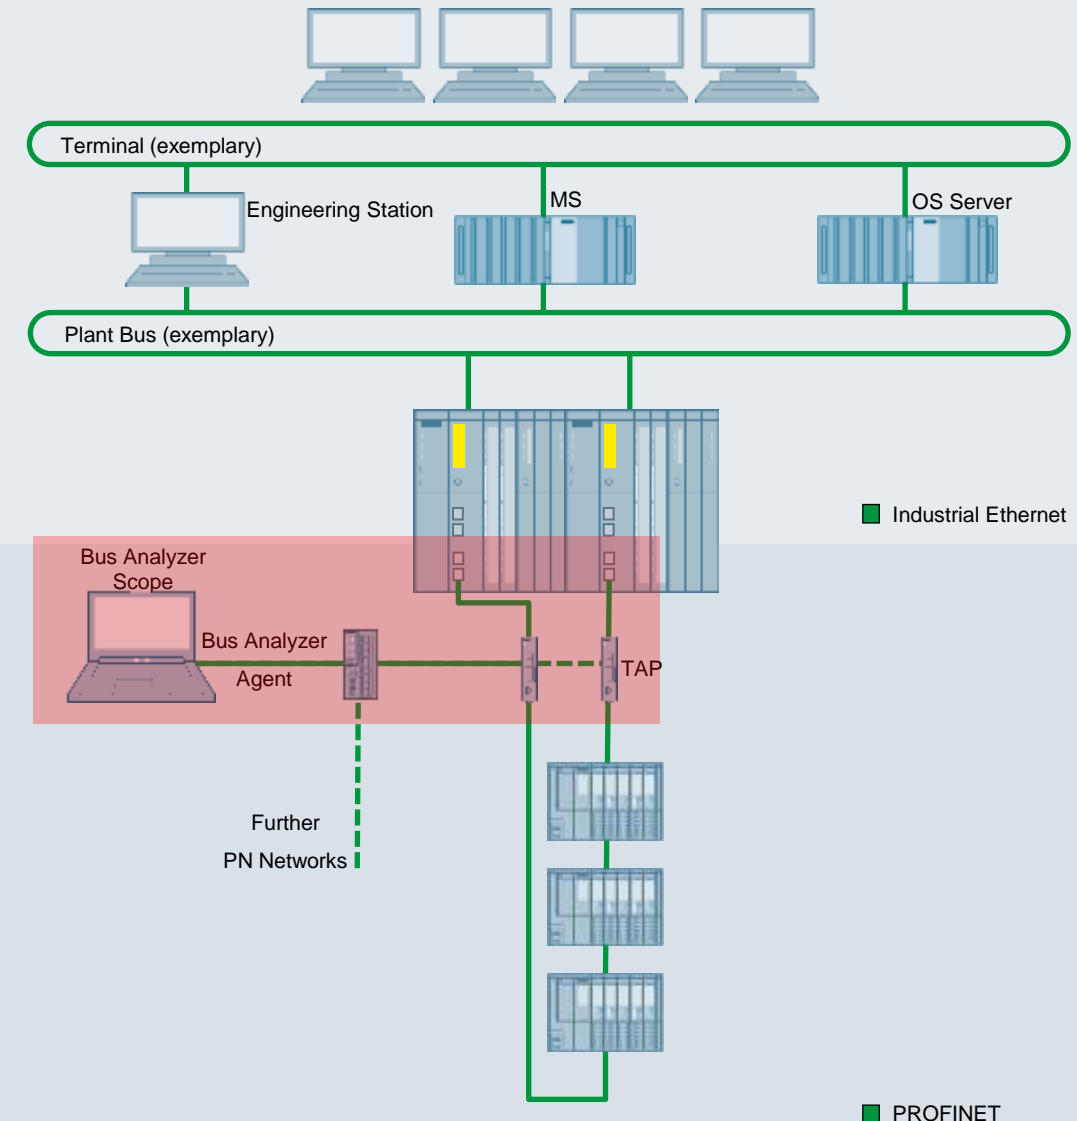 Terminal (exemplary)
Engineering Station
MS
OS Server
Plant Bus (exemplary)
Industrial Ethernet
Bus Analyzer
Scope
Bus Analyzer
Agent
TAP
Further
PN Networks
PROFINET